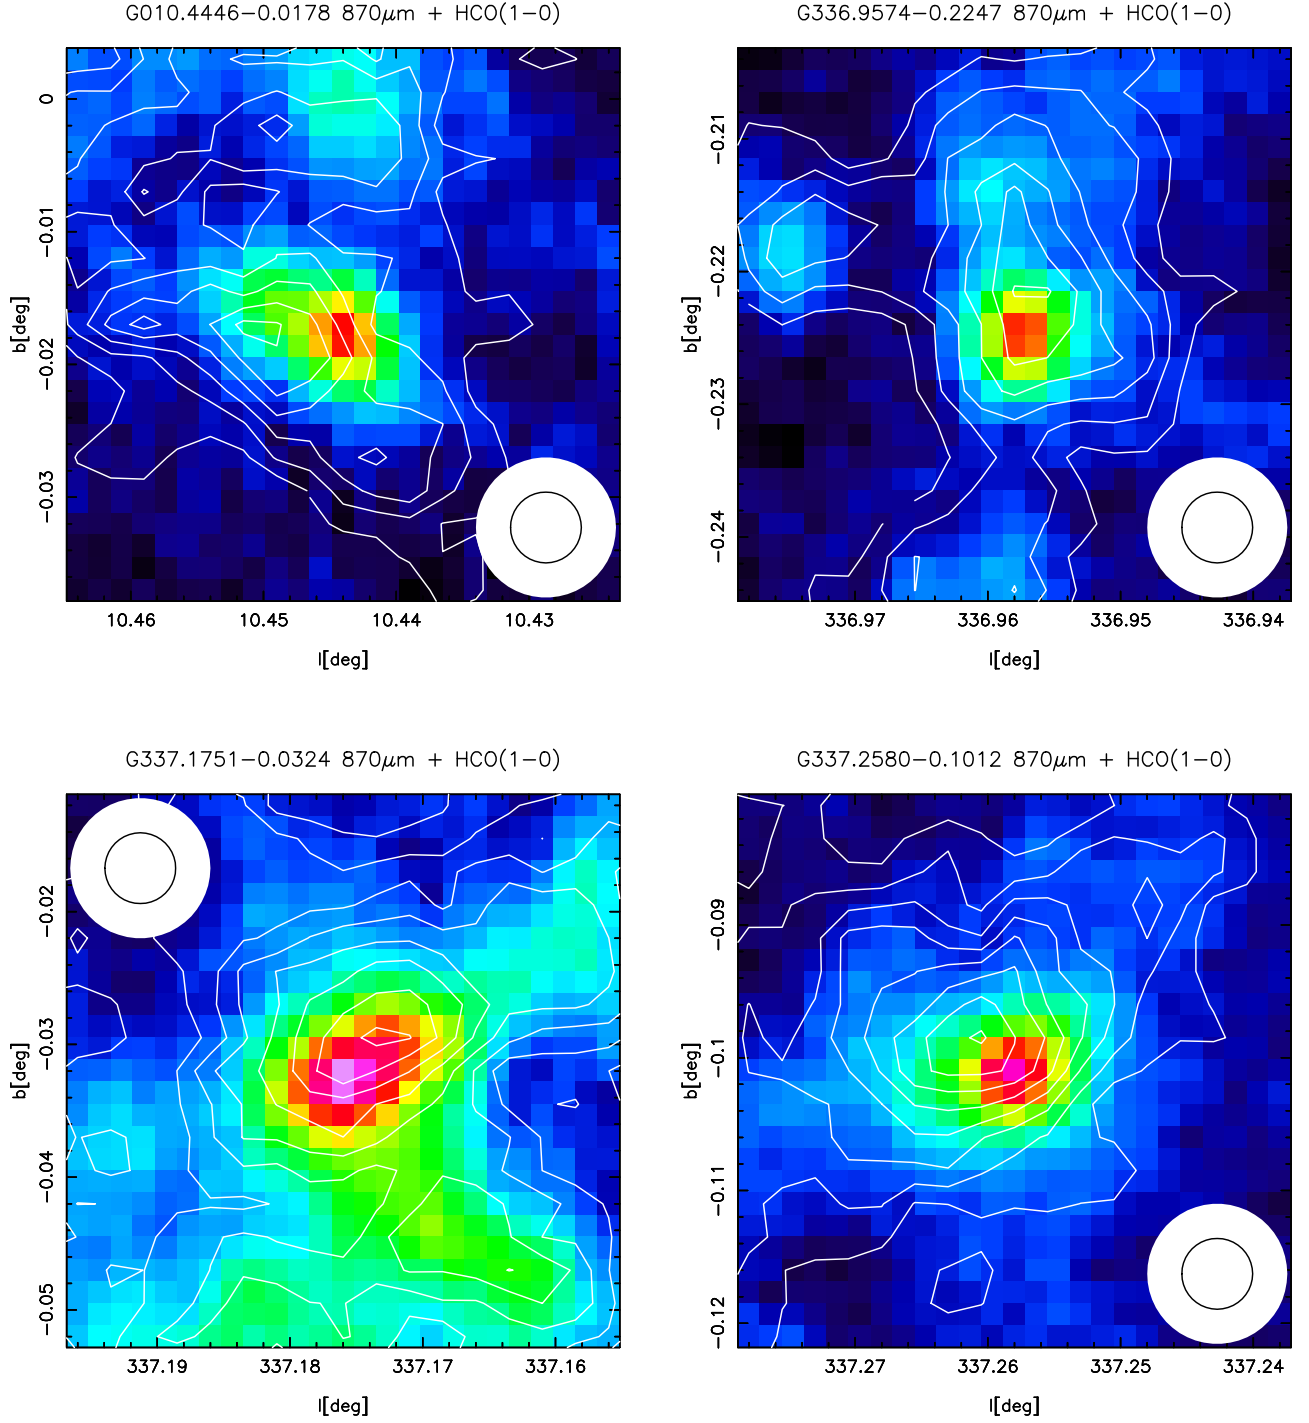 G010.4446−0.0178 870μm + HCO(1−0)
G336.9574−0.2247 870μm + HCO(1−0)
0
−0.01
−0.02
−0.03
b[deg]
10.46 10.45 10.44 10.43
l[deg]
−0.21
−0.22
−0.23
−0.24
b[deg]
336.97 336.96 336.95 336.94
l[deg]
G337.1751−0.0324 870μm + HCO(1−0)
G337.2580−0.1012 870μm + HCO(1−0)
−0.02
−0.03
−0.04
−0.05
b[deg]
337.19 337.18 337.17 337.16
l[deg]
−0.09
−0.1
−0.11
−0.12
b[deg]
337.27 337.26 337.25 337.24
l[deg]